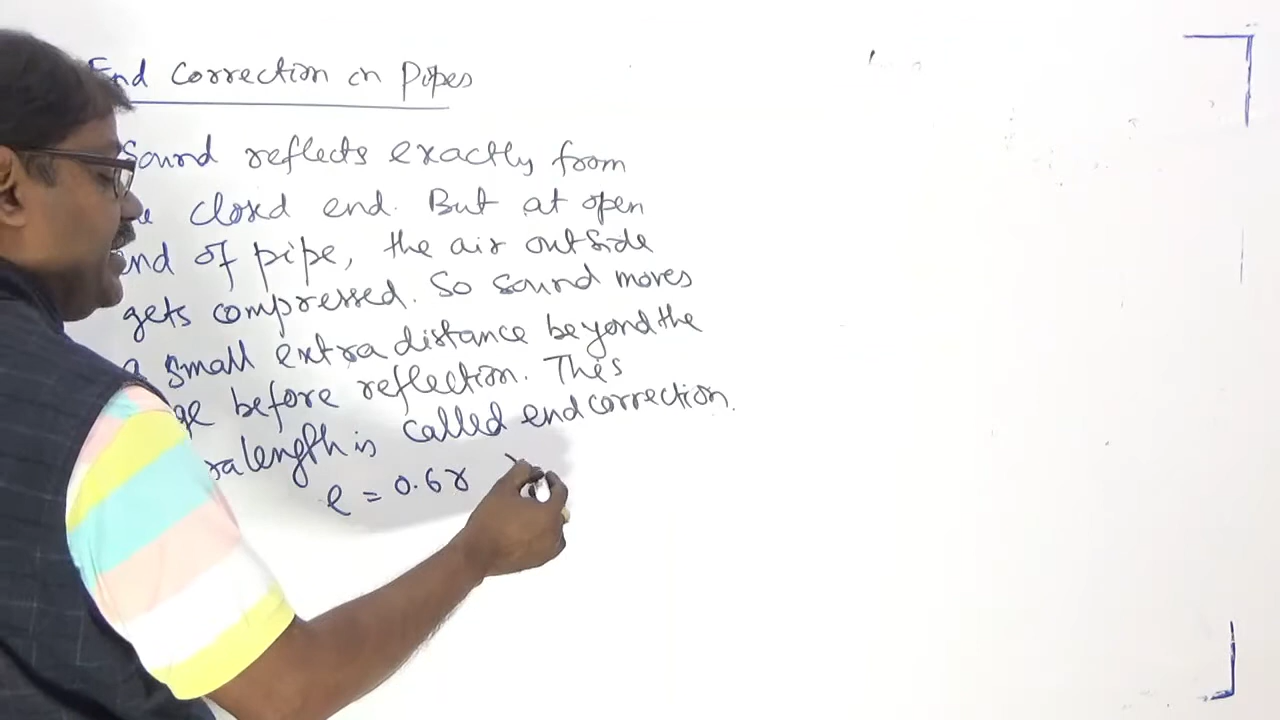 End Correction in Pipes
Sound reflects exactly from
closed end. But at open
end of pipe, the air outside
gets compressed. So sound moves
a small extra distance beyond the
before reflection. This
length is called end correction.
e = 0.6r